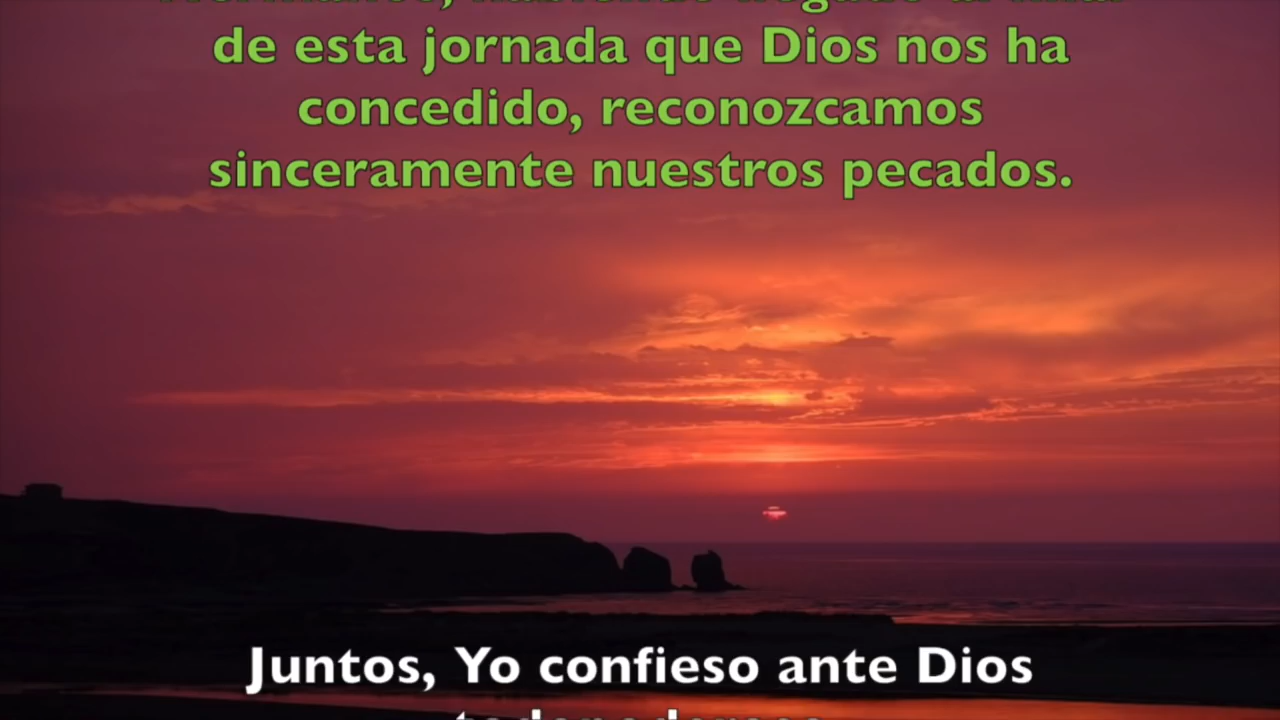 de esta jornada que Dios nos ha
concedido, reconozcamos
sinceramente nuestros pecados.
Juntos, Yo confieso ante Dios